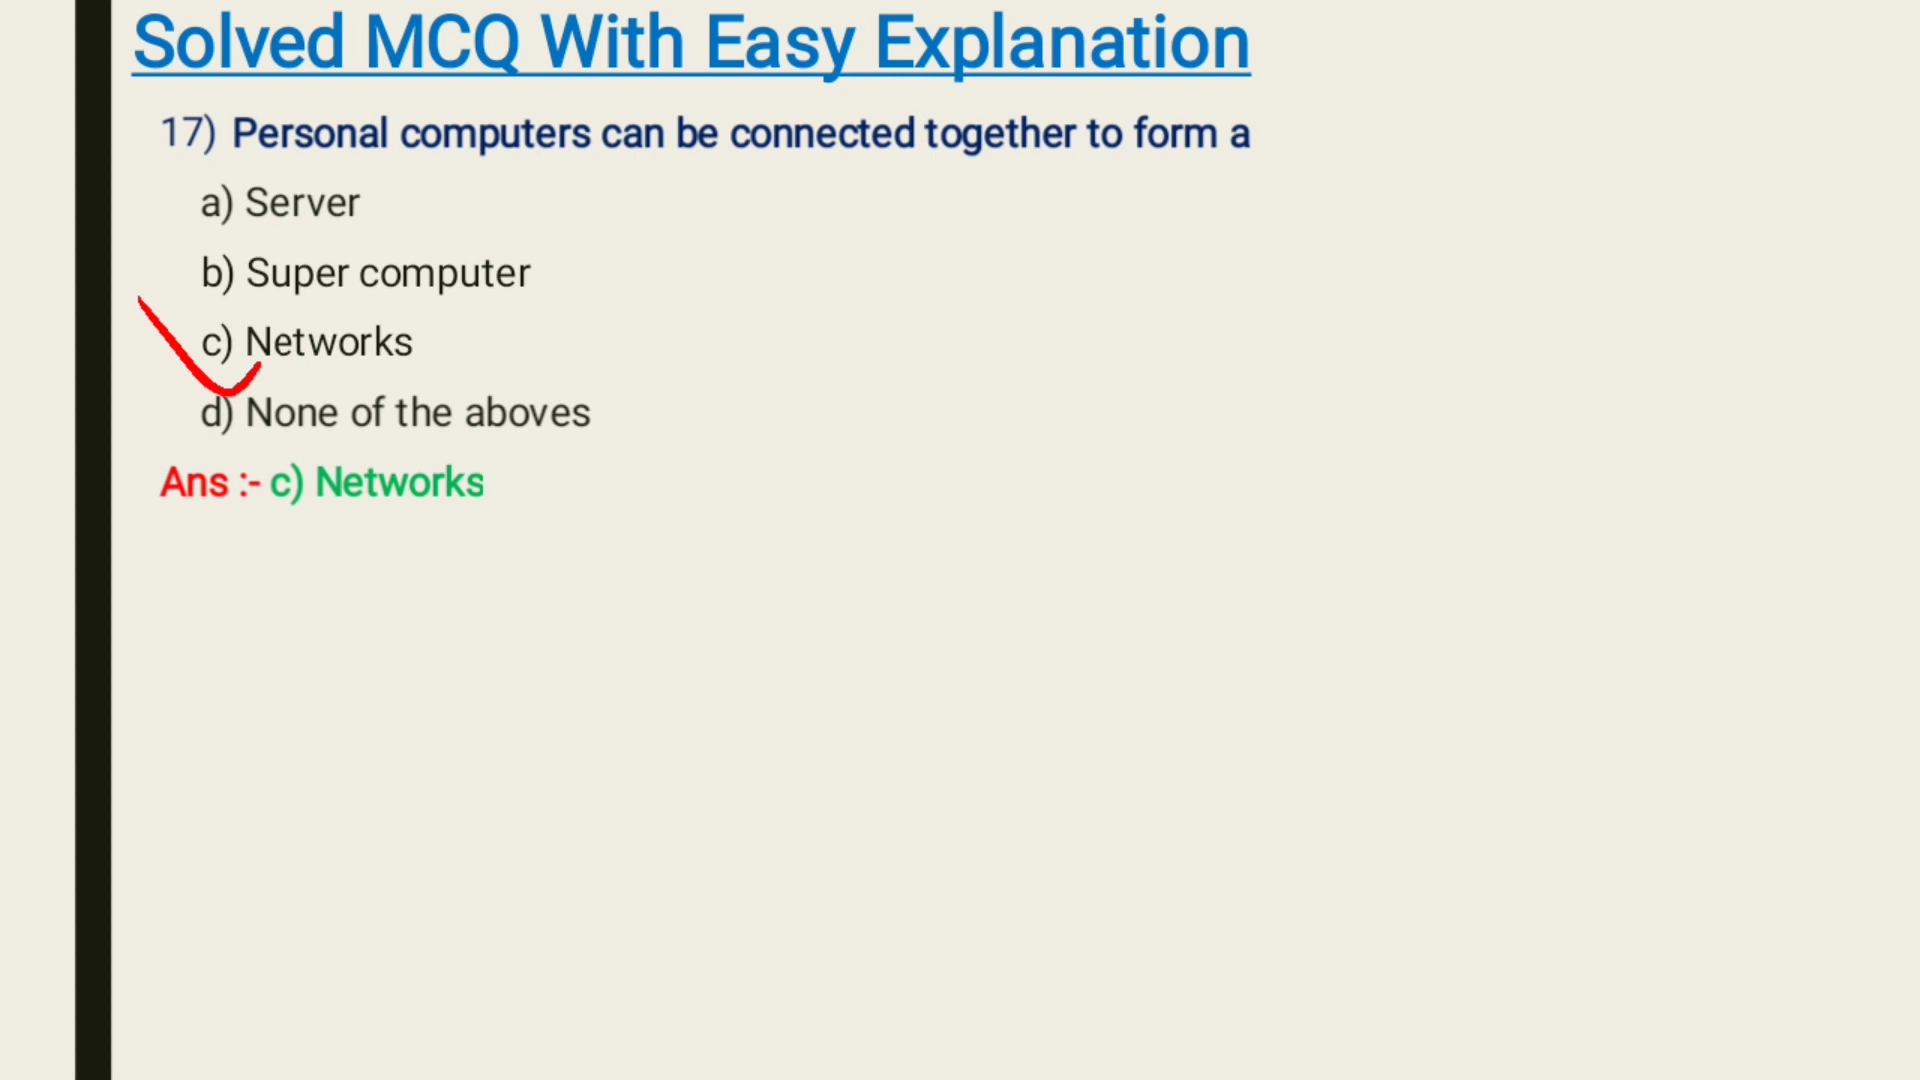 Solved MCQ With Easy Explanation
17) Personal computers can be connected together to form a
a) Server
b) Super computer
c) Networks
d) None of the aboves
Ans :- c) Networks